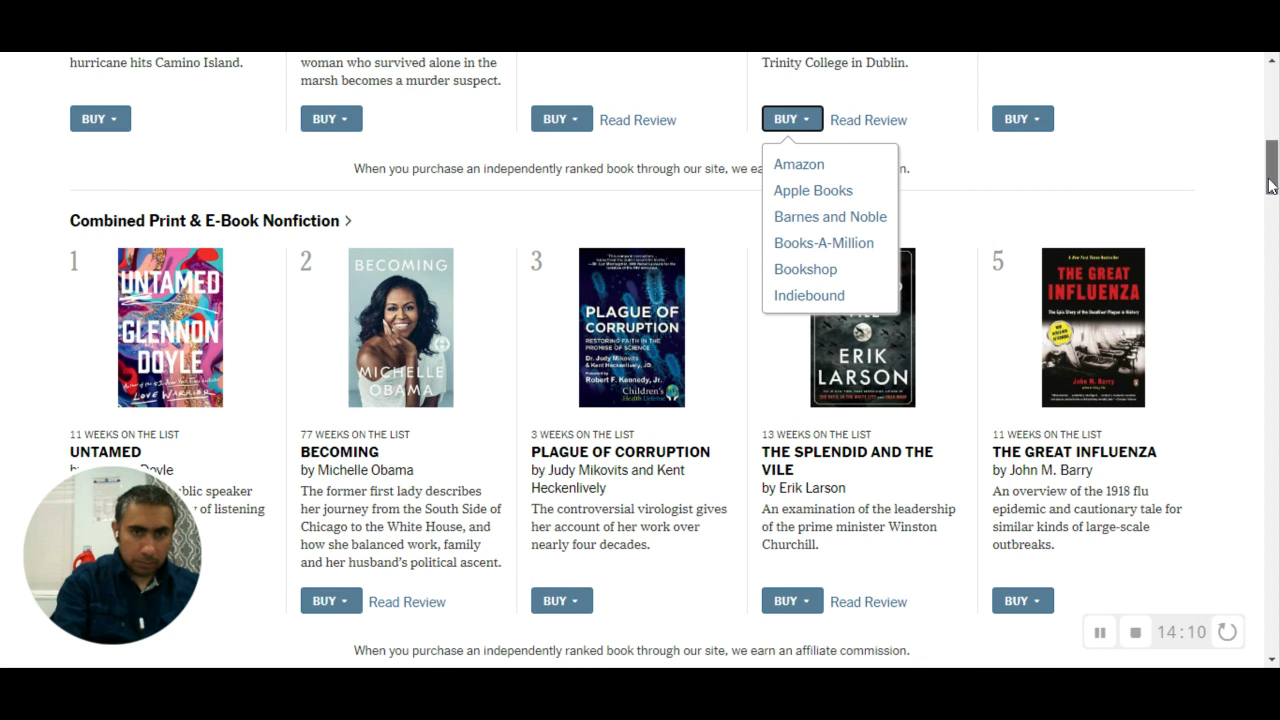 hurricane hits Camino Island.
woman who survived alone in the
marsh becomes a murder suspect.
Trinity College in Dublin.
BUY
BUY
BUY Read Review
BUY Read Review
BUY
When you purchase an independently ranked book through our site, we ea
n.
Amazon
Apple Books
Barnes and Noble
Books-A-Million
Bookshop
Indiebound
Combined Print & E-Book Nonfiction >
1
UNTAMED
GLENNON
DOYLE
LOVE WARRIOR
11 WEEKS ON THE LIST
UNTAMED
Doyle
blic speaker
of listening
2
BECOMING
MICHELLE
OBAMA
77 WEEKS ON THE LIST
BECOMING
by Michelle Obama
The former first lady describes
her journey from the South Side of
Chicago to the White House, and
how she balanced work, family
and her husband's political ascent.
BUY Read Review
3
PLAGUE OF
CORRUPTION
RESTORING FAITH IN THE
PROMISE OF SCIENCE
Dr. Judy Mikovits
& Kent Heckenlively, JD
Robert F. Kennedy, Jr.
Children's
Health Defense
3 WEEKS ON THE LIST
PLAGUE OF CORRUPTION
by Judy Mikovits and Kent
Heckenlively
The controversial virologist gives
her account of her work over
nearly four decades.
BUY
ERIK
LARSON
13 WEEKS ON THE LIST
THE SPLENDID AND THE
VILE
by Erik Larson
An examination of the leadership
of the prime minister Winston
Churchill.
BUY Read Review
5
THE GREAT
INFLUENZA
The Epic Story of the Deadliest Plague in History
John M. Barry
11 WEEKS ON THE LIST
THE GREAT INFLUENZA
by John M. Barry
An overview of the 1918 flu
epidemic and cautionary tale for
similar kinds of large-scale
outbreaks.
BUY
14:10
When you purchase an independently ranked book through our site, we earn an affiliate commission.